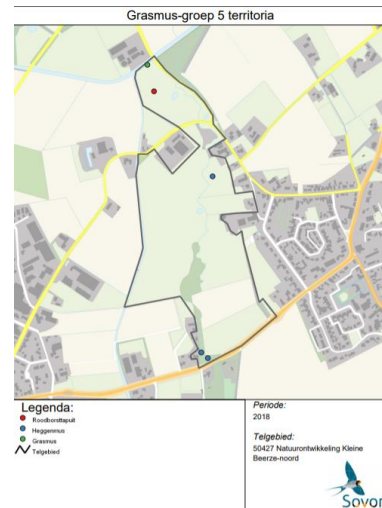 Grasmus-groep 5 territoria
Legenda:
Roodborsttapuit
Heggenmus
Grasmus
Telgebied
Periode:
2018
Telgebied:
50427 Natuurontwikkeling Kleine
Beerze-noord
Sovon